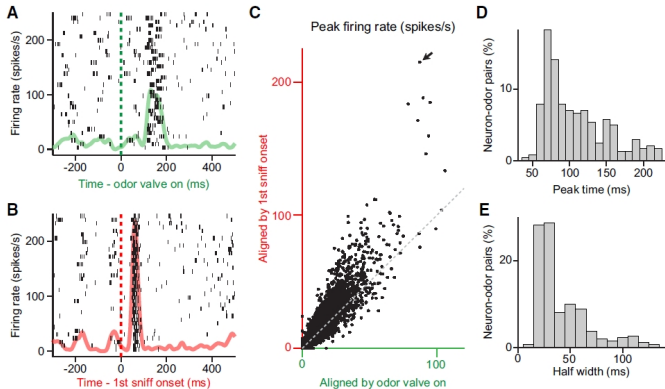 A
Firing rate (spikes/s)
200
100
0
-200
0
200
400
Time - odor valve on (ms)
B
Firing rate (spikes/s)
200
100
0
-200
0
200
400
Time - 1st sniff onset (ms)
C
Peak firing rate (spikes/s)
Aligned by 1st sniff onset
200
100
0
0
100
Aligned by odor valve on
D
Neuron-odor pairs (%)
10
0
50
100
150
200
Peak time (ms)
E
Neuron-odor pairs (%)
20
0
0
50
100
Half width (ms)